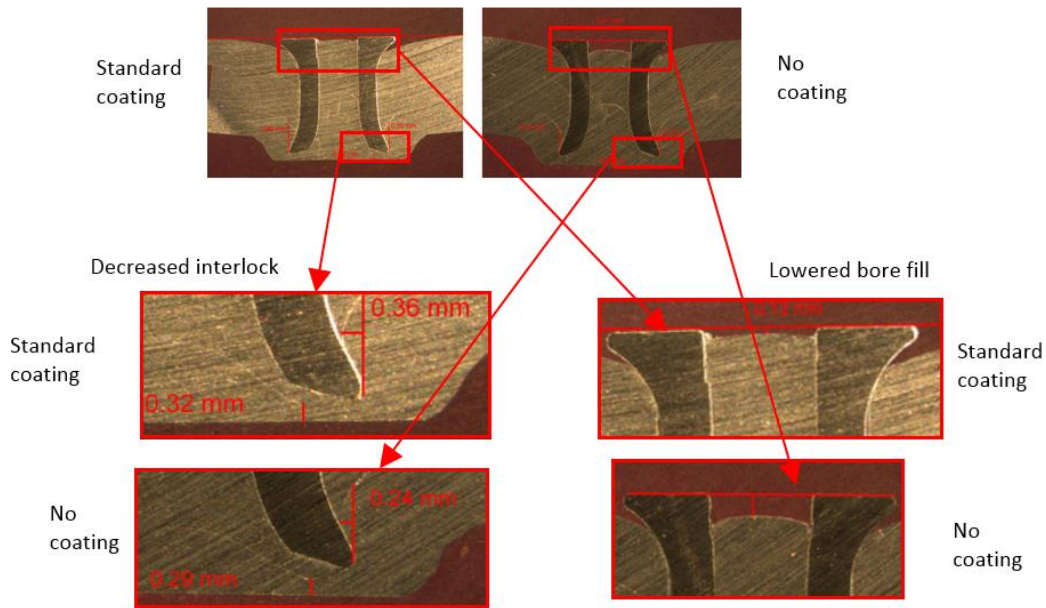 Standard
coating
No
coating
Decreased interlock
Lowered bore fill
0.36 mm
Standard
coating
0.32 mm
Standard
coating
0.24 mm
No
coating
0.29 mm
No
coating